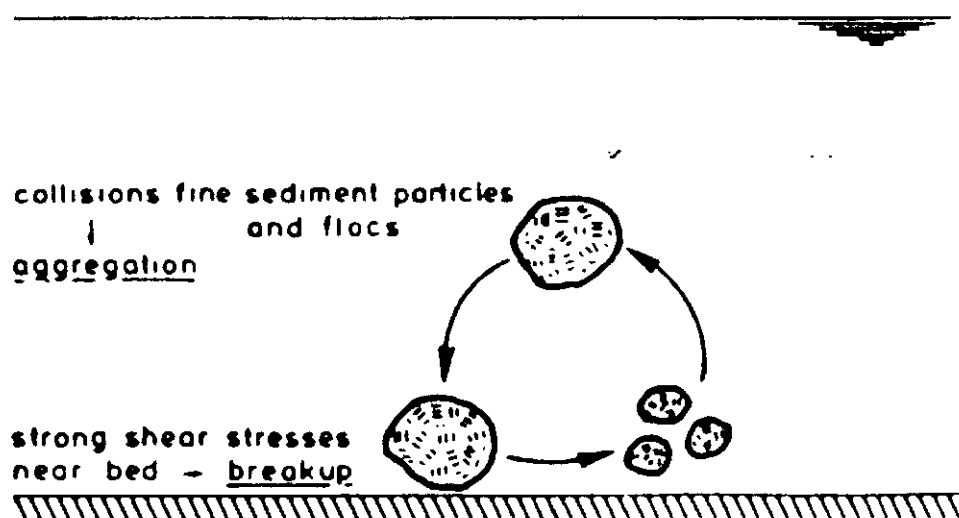 collisions fine sediment particles
↓ and flocs
aggregation
strong shear stresses
near bed → breakup